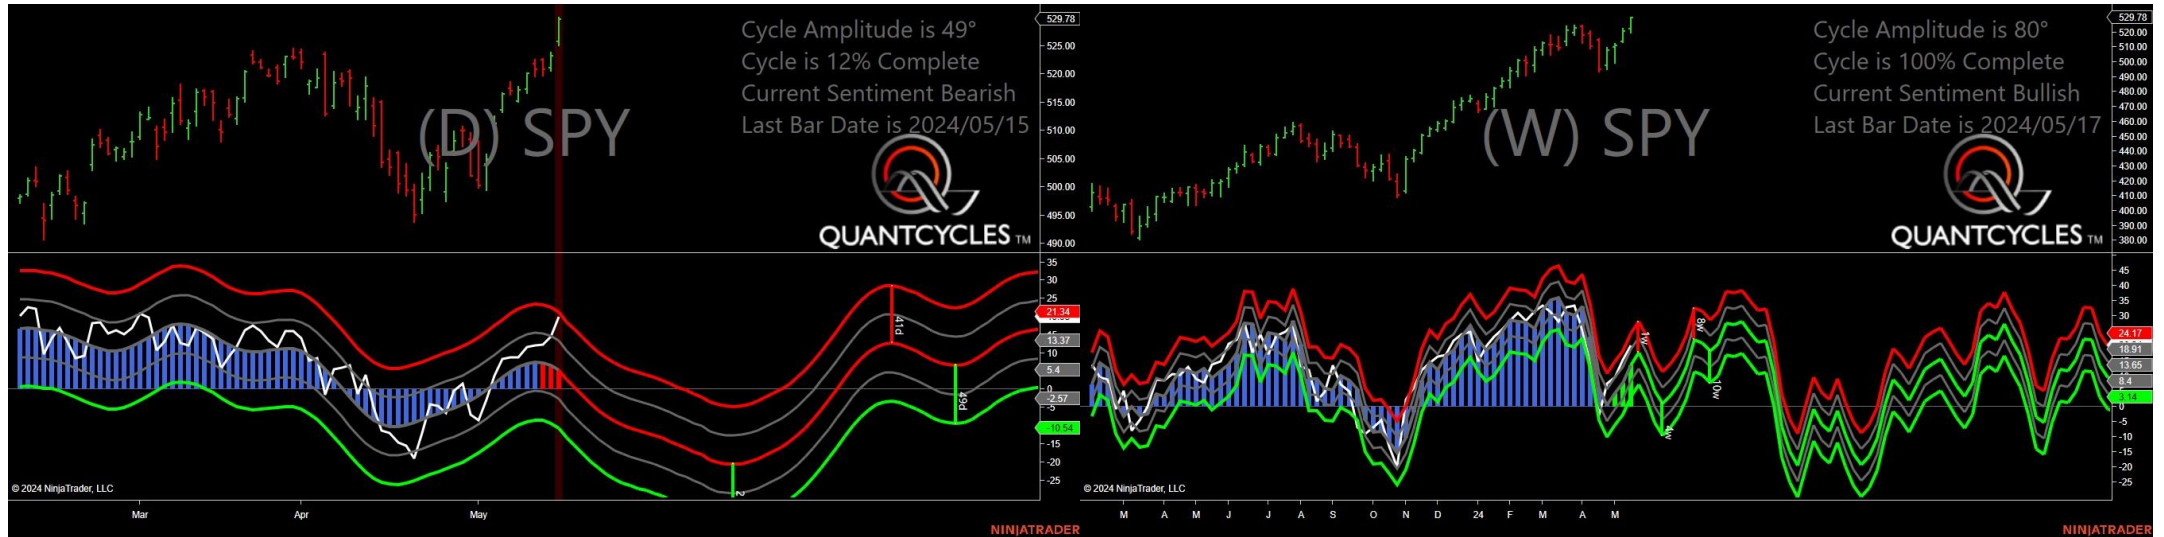 Cycle Amplitude is 49°
Cycle is 12% Complete
Current Sentiment Bearish
Last Bar Date is 2024/05/15
(D) SPY
QUANTCYCLES TM
529.78
525.00
520.00
515.00
510.00
505.00
500.00
495.00
490.00
35
30
25
21.34
13.37
10
5.4
0
-2.57
-5
-10.54
-15
-20
-25
41d
49d
2
© 2024 NinjaTrader, LLC
Mar
Apr
May
NINJATRADER
Cycle Amplitude is 80°
Cycle is 100% Complete
Current Sentiment Bullish
Last Bar Date is 2024/05/17
(W) SPY
QUANTCYCLES TM
529.78
520.00
510.00
500.00
490.00
480.00
470.00
460.00
450.00
440.00
430.00
420.00
410.00
400.00
390.00
380.00
45
40
35
30
24.17
18.91
13.65
8.4
3.14
0
-5
-10
-15
-20
-25
1w
8w
10w
4w
© 2024 NinjaTrader, LLC
M A M J J A S O N D 24 F M A M
NINJATRADER